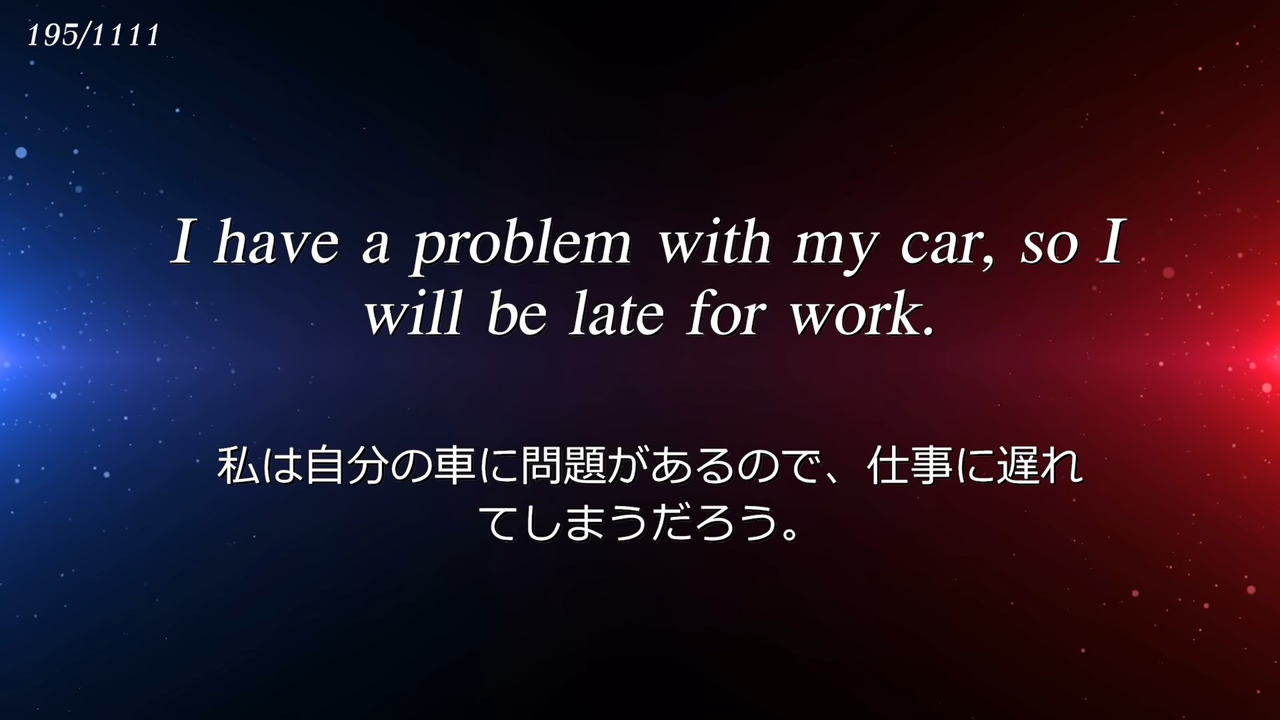 195/1111
I have a problem with my car, so I
will be late for work.
私は自分の車に問題があるので、仕事に遅れ
てしまうだろう。